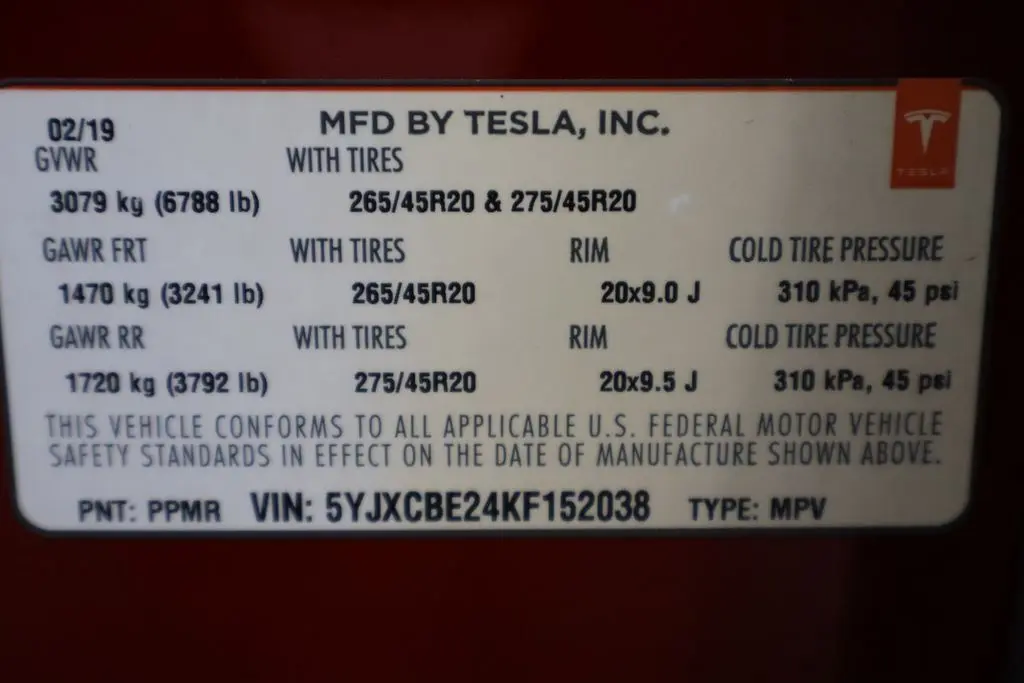 02/19 MFD BY TESLA, INC.
TESLA
GVWR WITH TIRES
3079 kg (6788 lb) 265/45R20 & 275/45R20
GAWR FRT WITH TIRES RIM COLD TIRE PRESSURE
1470 kg (3241 lb) 265/45R20 20x9.0 J 310 kPa, 45 psi
GAWR RR WITH TIRES RIM COLD TIRE PRESSURE
1720 kg (3792 lb) 275/45R20 20x9.5 J 310 kPa, 45 psi
THIS VEHICLE CONFORMS TO ALL APPLICABLE U.S. FEDERAL MOTOR VEHICLE
SAFETY STANDARDS IN EFFECT ON THE DATE OF MANUFACTURE SHOWN ABOVE.
PNT: PPMR VIN: 5YJXCBE24KF152038 TYPE: MPV